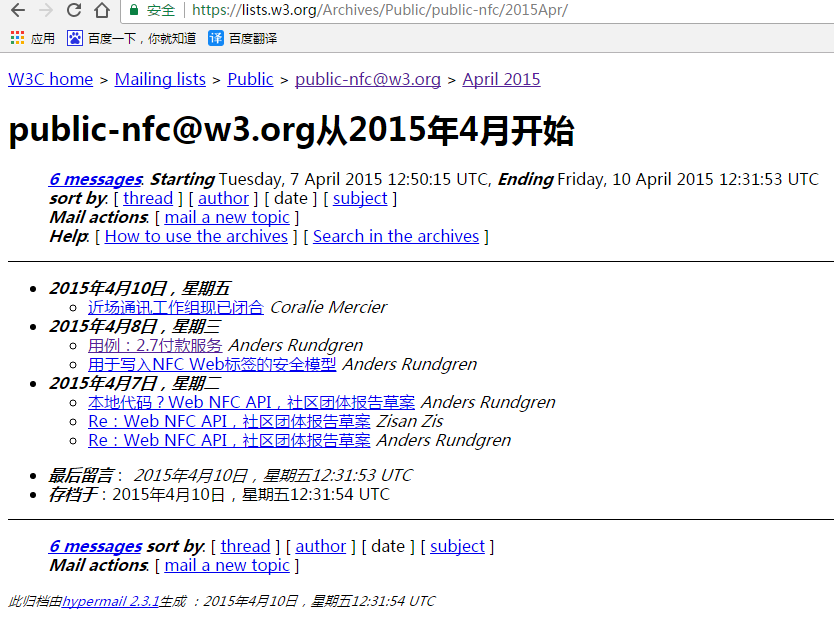 安全 https://lists.w3.org/Archives/Public/public-nfc/2015Apr/
应用 百度一下，你就知道 译 百度翻译
W3C home > Mailing lists > Public > public-nfc@w3.org > April 2015
public-nfc@w3.org从2015年4月开始
6 messages: Starting Tuesday, 7 April 2015 12:50:15 UTC, Ending Friday, 10 April 2015 12:31:53 UTC
sort by: [ thread ] [ author ] [ date ] [ subject ]
Mail actions: [ mail a new topic ]
Help: [ How to use the archives ] [ Search in the archives ]
2015年4月10日，星期五
近场通讯工作组现已闭合 Coralie Mercier
2015年4月8日，星期三
用例：2.7付款服务 Anders Rundgren
用于写入NFC Web标签的安全模型 Anders Rundgren
2015年4月7日，星期二
本地代码？Web NFC API，社区团体报告草案 Anders Rundgren
Re：Web NFC API，社区团体报告草案 Zisan Zis
Re：Web NFC API，社区团体报告草案 Anders Rundgren
最后留言： 2015年4月10日，星期五12:31:53 UTC
存档于：2015年4月10日，星期五12:31:54 UTC
6 messages sort by: [ thread ] [ author ] [ date ] [ subject ]
Mail actions: [ mail a new topic ]
此归档由hypermail 2.3.1生成 ：2015年4月10日，星期五12:31:54 UTC